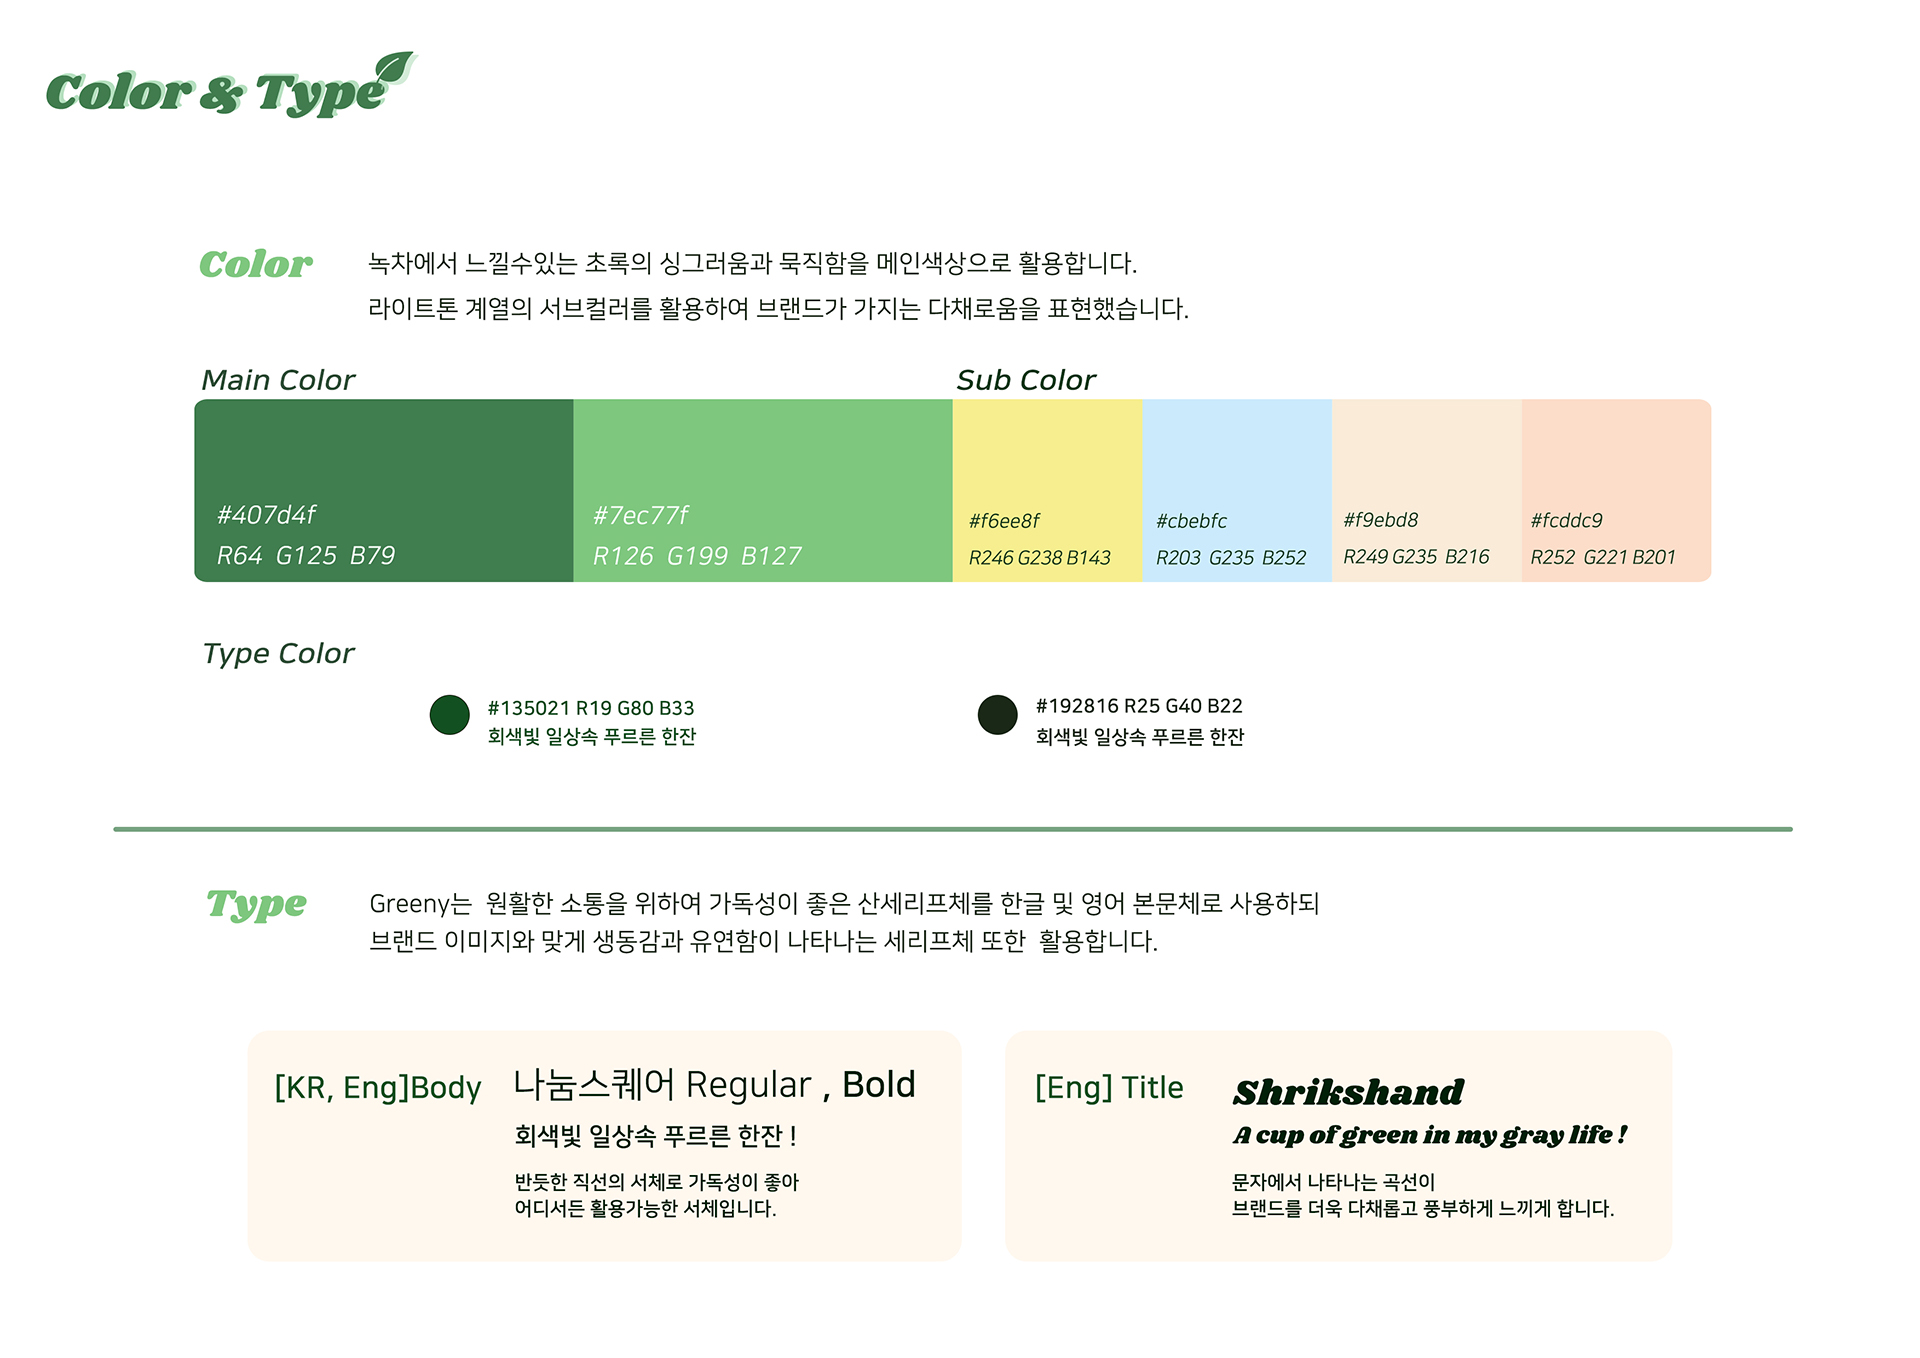 Color & Type
Color
녹차에서 느낄수있는 초록의 싱그러움과 묵직함을 메인색상으로 활용합니다.
라이트톤 계열의 서브컬러를 활용하여 브랜드가 가지는 다채로움을 표현했습니다.
Main Color
Sub Color
#407d4f
R64 G125 B79
#7ec77f
R126 G199 B127
#f6ee8f
R246 G238 B143
#cbebfc
R203 G235 B252
#f9ebd8
R249 G235 B216
#fcddc9
R252 G221 B201
Type Color
#135021 R19 G80 B33
회색빛 일상속 푸르른 한잔
#192816 R25 G40 B22
회색빛 일상속 푸르른 한잔
Type
Greeny는 원활한 소통을 위하여 가독성이 좋은 산세리프체를 한글 및 영어 본문체로 사용하되
브랜드 이미지와 맞게 생동감과 유연함이 나타나는 세리프체 또한 활용합니다.
[KR, Eng]Body
나눔스퀘어 Regular , Bold
회색빛 일상속 푸르른 한잔 !
반듯한 직선의 서체로 가독성이 좋아
어디서든 활용가능한 서체입니다.
[Eng] Title
Shrikshand
A cup of green in my gray life !
문자에서 나타나는 곡선이
브랜드를 더욱 다채롭고 풍부하게 느끼게 합니다.